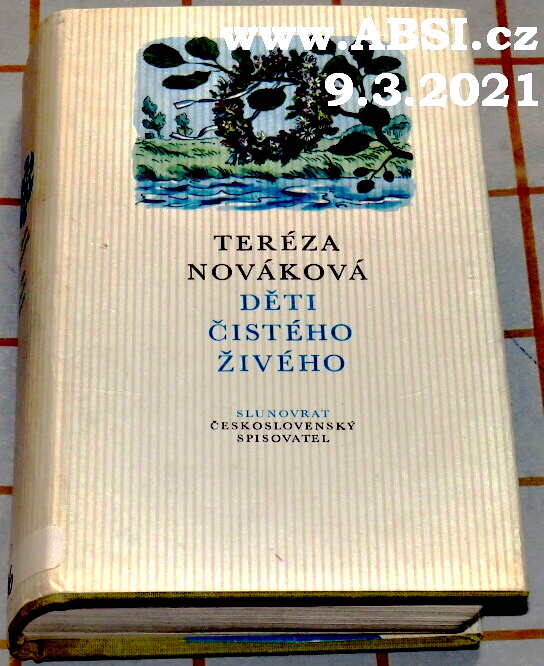 www.ABSI.cz
9.3.2021
TERÉZA
NOVÁKOVÁ
DĚTI
ČISTÉHO
ŽIVÉHO
SLUNOVRAT
ČESKOSLOVENSKÝ
SPISOVATEL